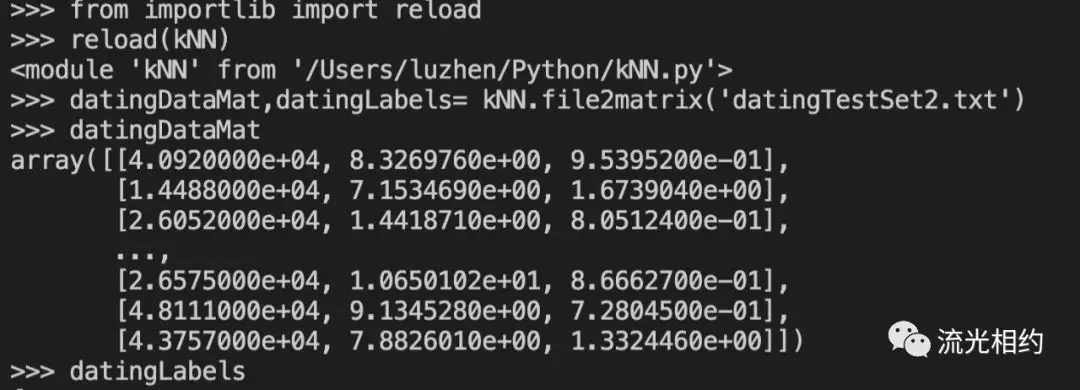 >>> from importlib import reload
>>> reload(kNN)
<module 'kNN' from '/Users/luzhen/Python/kNN.py'>
>>> datingDataMat,datingLabels= kNN.file2matrix('datingTestSet2.txt')
>>> datingDataMat
array([[4.0920000e+04, 8.3269760e+00, 9.5395200e-01],
       [1.4488000e+04, 7.1534690e+00, 1.6739040e+00],
       [2.6052000e+04, 1.4418710e+00, 8.0512400e-01],
       ...,
       [2.6575000e+04, 1.0650102e+01, 8.6662700e-01],
       [4.8111000e+04, 9.1345280e+00, 7.2804500e-01],
       [4.3757000e+04, 7.8826010e+00, 1.3324460e+00]])
>>> datingLabels
流光相约